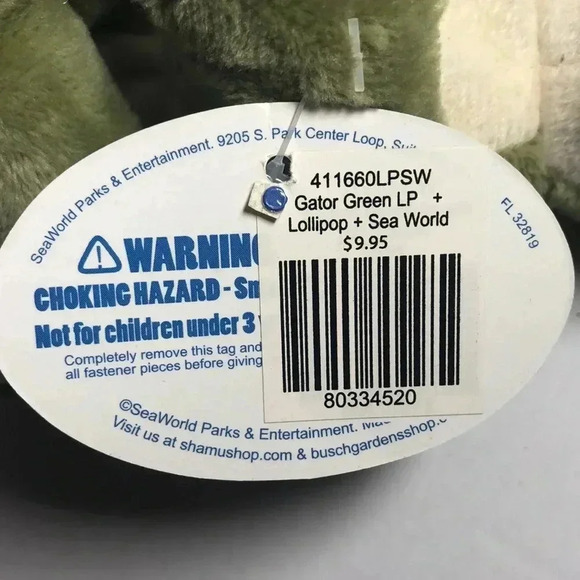 SeaWorld Parks & Entertainment. 9205 S. Park Center Loop,
FL 32819
WARNING
CHOKING HAZARD - Sm
Not for children under 3
Completely remove this tag and
all fastener pieces before giving
©SeaWorld Parks & Entertainment.
Visit us at shamushop.com & buschgardensshop.c
411660LPSW
Gator Green LP +
Lollipop + Sea World
$9.95
80334520